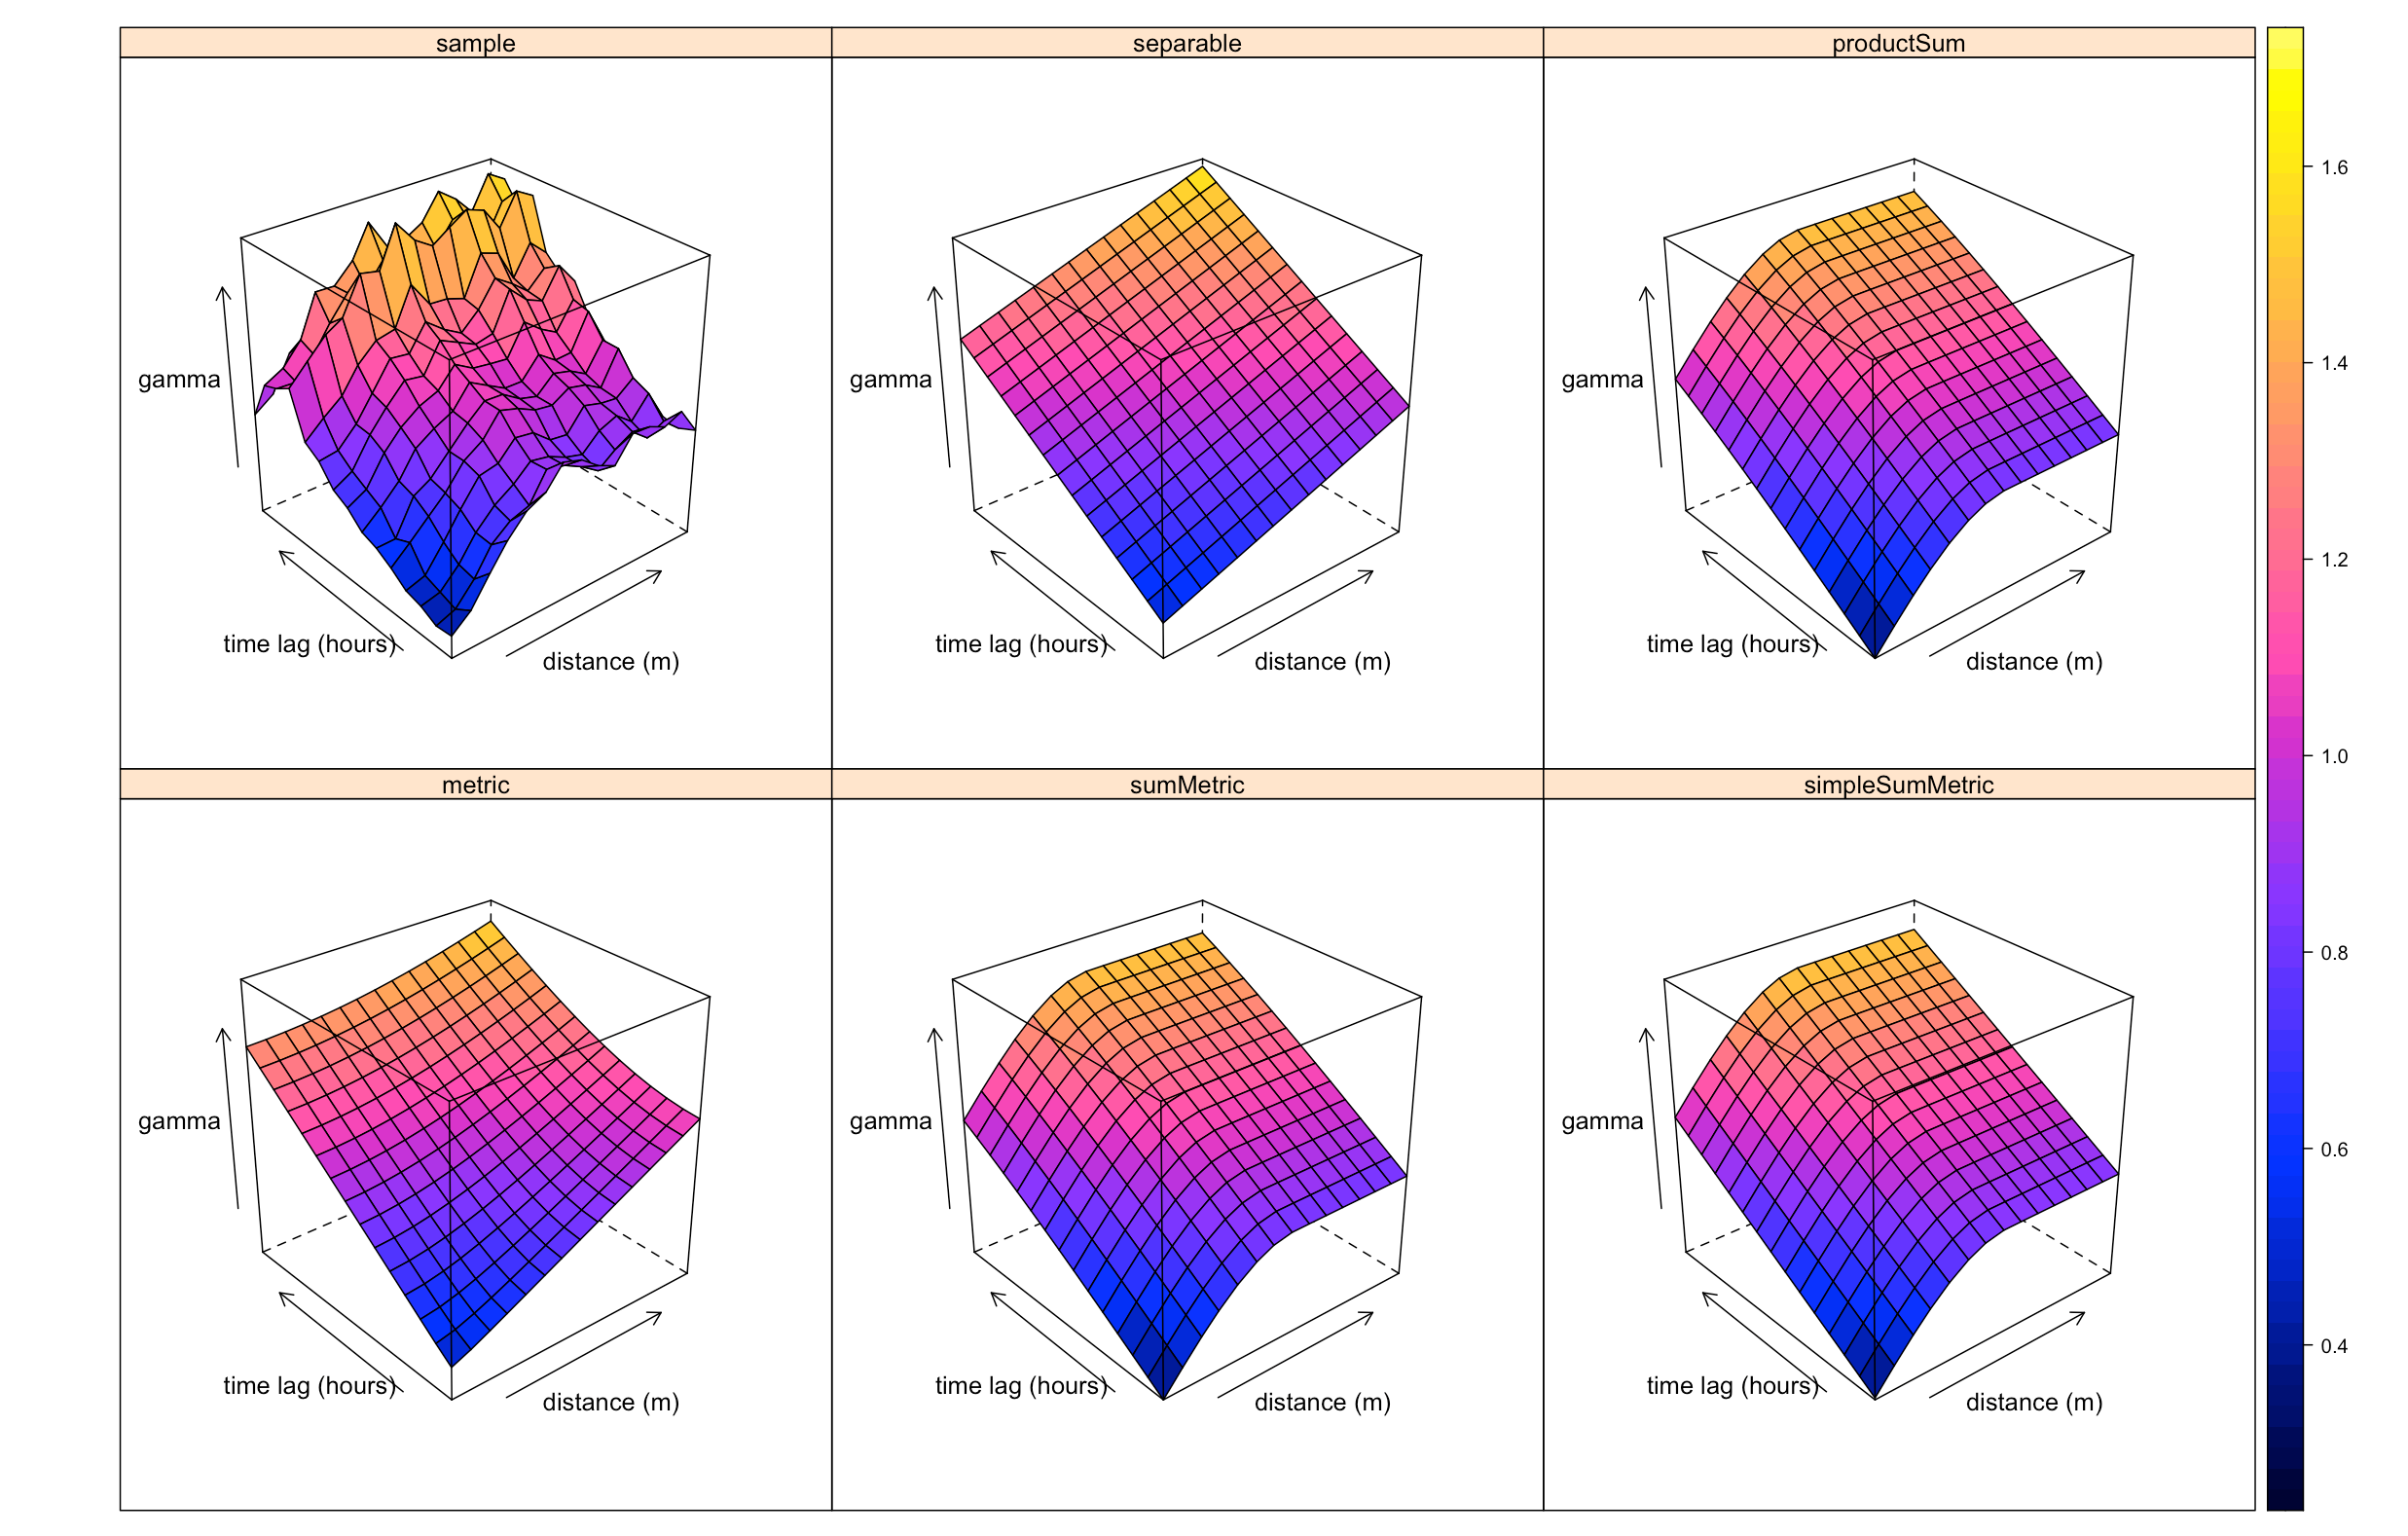 sample
separable
productSum
gamma
time lag (hours)
distance (m)
gamma
time lag (hours)
distance (m)
gamma
time lag (hours)
distance (m)
metric
sumMetric
simpleSumMetric
gamma
time lag (hours)
distance (m)
gamma
time lag (hours)
distance (m)
gamma
time lag (hours)
distance (m)
1.6
1.4
1.2
1.0
0.8
0.6
0.4